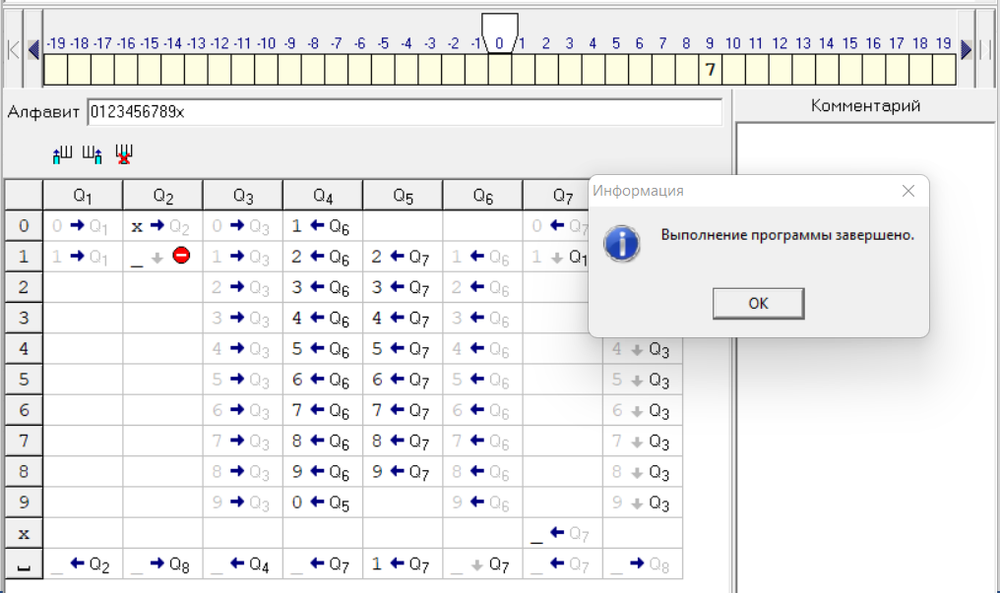 -19 -18 -17 -16 -15 -14 -13 -12 -11 -10 -9 -8 -7 -6 -5 -4 -3 -2 -1 0 1 2 3 4 5 6 7 8 9 10 11 12 13 14 15 16 17 18 19
7
Алфавит 0123456789x
Комментарий
Информация
Выполнение программы завершено.
OK
Q1 Q2 Q3 Q4 Q5 Q6 Q7
0 0 → Q1 x → Q2 0 → Q3 1 ← Q6 0 ← Q7
1 1 → Q1 _ ↓ 1 → Q3 2 ← Q6 2 ← Q7 1 ← Q6 1 ↓ Q1
2 2 → Q3 3 ← Q6 3 ← Q7 2 ← Q6
3 3 → Q3 4 ← Q6 4 ← Q7 3 ← Q6
4 4 → Q3 5 ← Q6 5 ← Q7 4 ← Q6 4 ↓ Q3
5 5 → Q3 6 ← Q6 6 ← Q7 5 ← Q6 5 ↓ Q3
6 6 → Q3 7 ← Q6 7 ← Q7 6 ← Q6 6 ↓ Q3
7 7 → Q3 8 ← Q6 8 ← Q7 7 ← Q6 7 ↓ Q3
8 8 → Q3 9 ← Q6 9 ← Q7 8 ← Q6 8 ↓ Q3
9 9 → Q3 0 ← Q5 9 ← Q6 9 ↓ Q3
x _ ← Q7
_ ← Q2 _ → Q8 _ ← Q4 _ ← Q7 1 ← Q7 _ ↓ Q7 _ ← Q7 _ → Q8